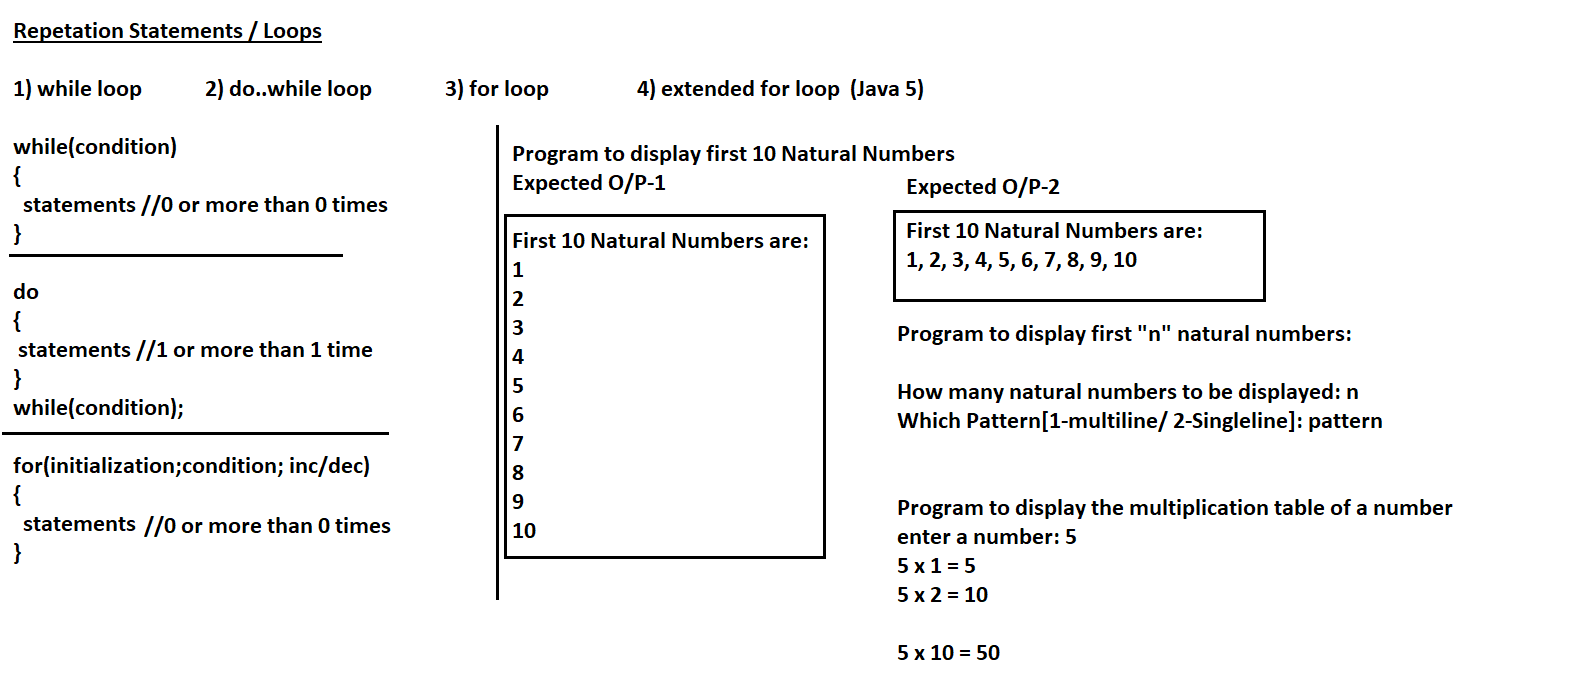 Repetation Statements / Loops
1) while loop 2) do..while loop 3) for loop 4) extended for loop (Java 5)
while(condition)
{
statements //0 or more than 0 times
}
do
{
statements //1 or more than 1 time
}
while(condition);
for(initialization;condition; inc/dec)
{
statements //0 or more than 0 times
}
Program to display first 10 Natural Numbers
Expected O/P-1
First 10 Natural Numbers are:
1
2
3
4
5
6
7
8
9
10
Expected O/P-2
First 10 Natural Numbers are:
1, 2, 3, 4, 5, 6, 7, 8, 9, 10
Program to display first "n" natural numbers:
How many natural numbers to be displayed: n
Which Pattern[1-multiline/ 2-Singleline]: pattern
Program to display the multiplication table of a number
enter a number: 5
5 x 1 = 5
5 x 2 = 10
5 x 10 = 50